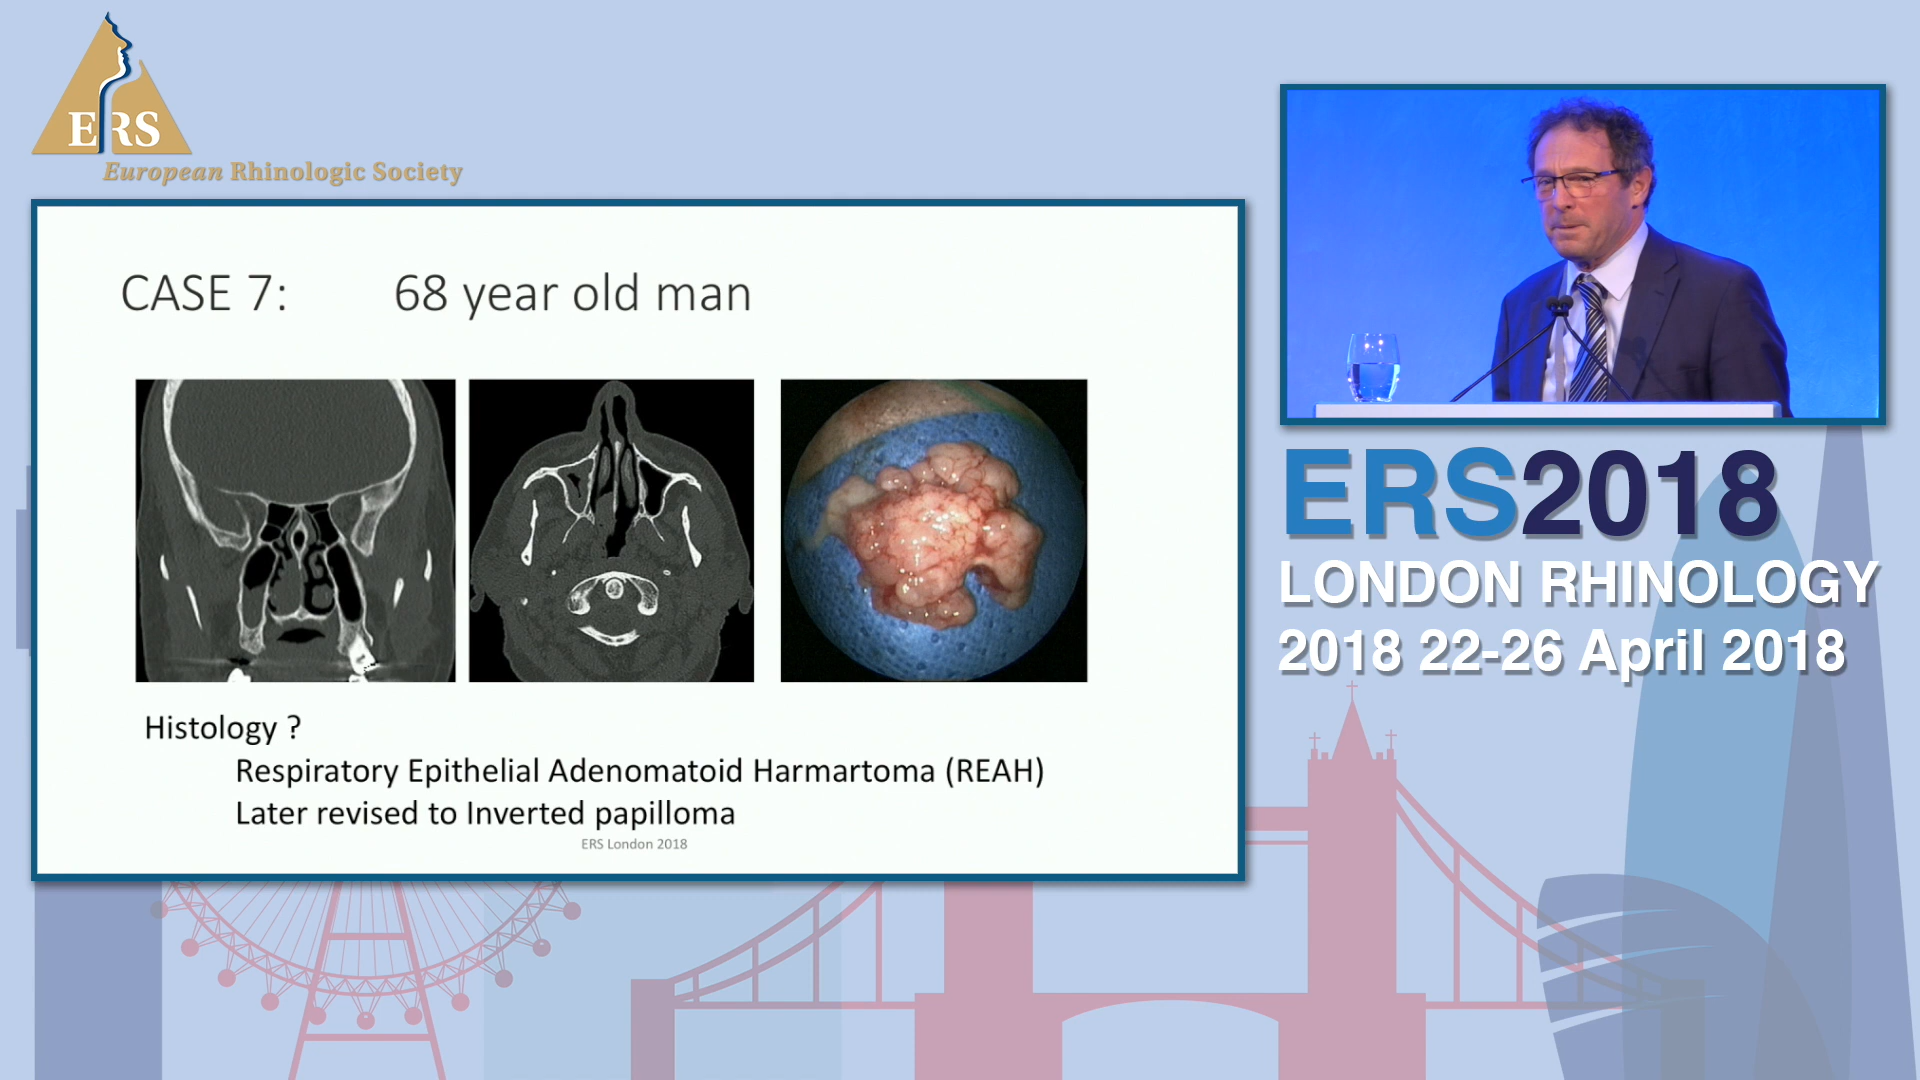 ERS
European Rhinologic Society
CASE 7: 68 year old man
Histology ?
Respiratory Epithelial Adenomatoid Harmartoma (REAH)
Later revised to Inverted papilloma
ERS London 2018
ERS2018
LONDON RHINOLOGY
2018 22-26 April 2018